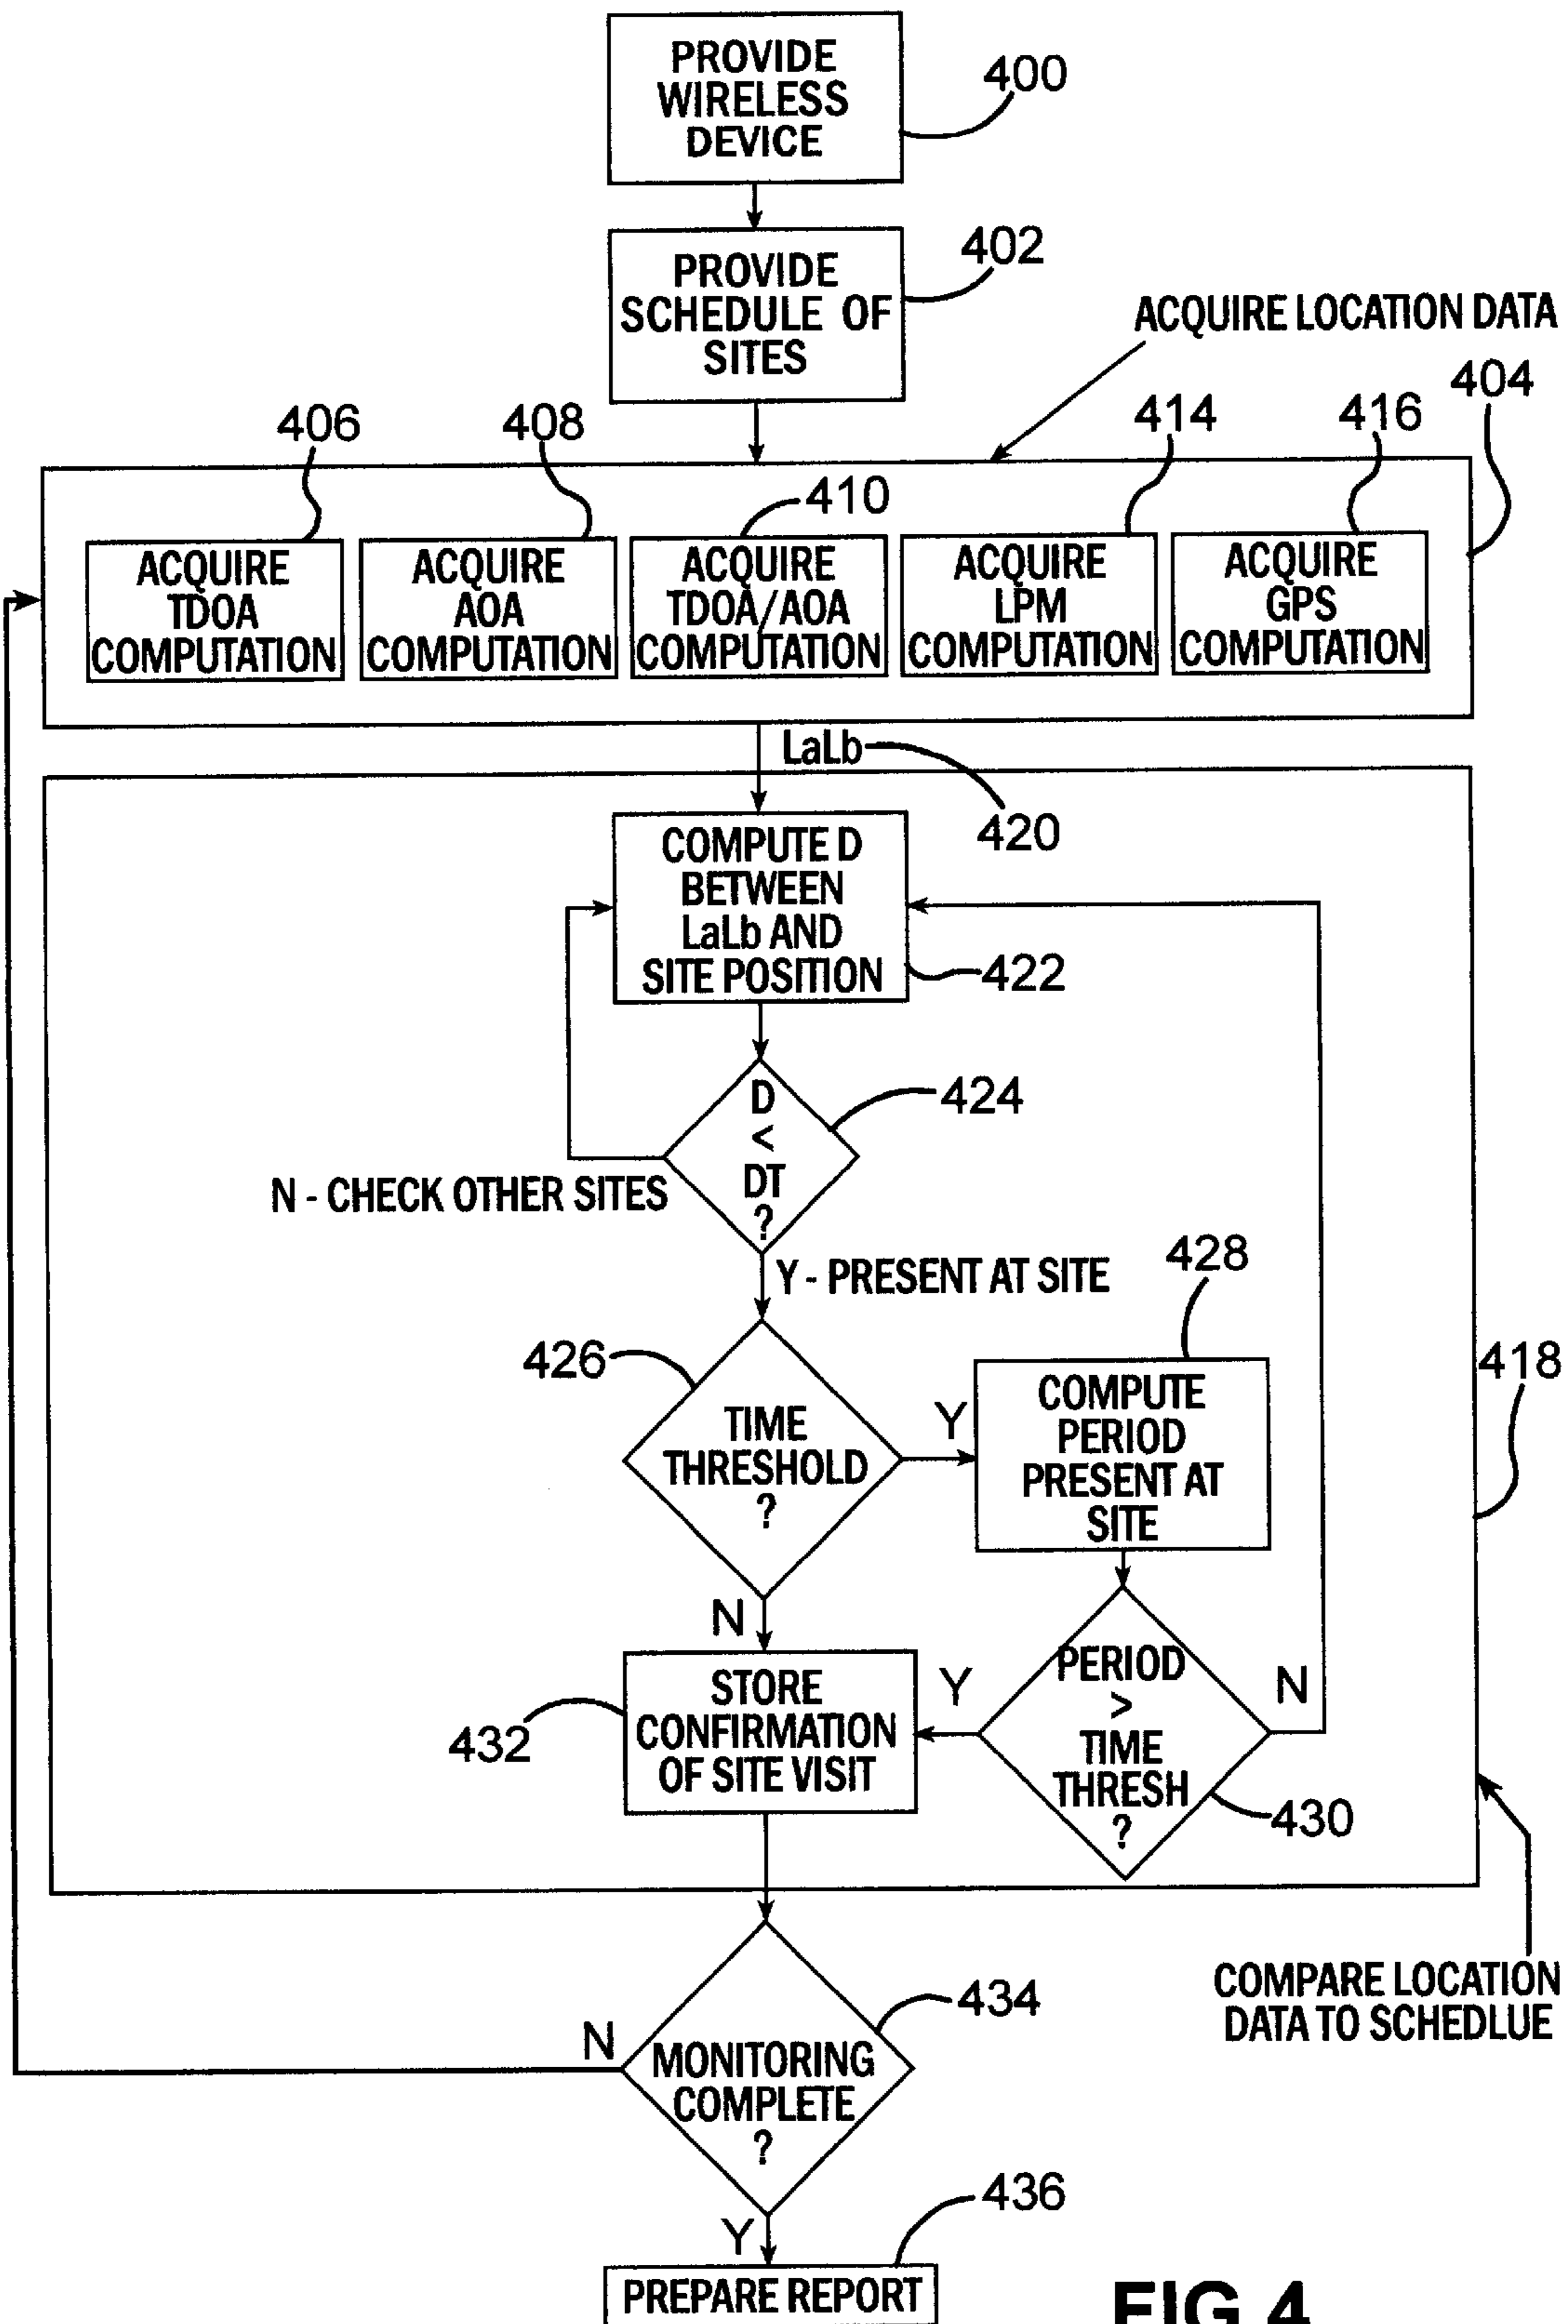 PROVIDE
WIRELESS
DEVICE
400
PROVIDE
SCHEDULE OF
SITES
402
ACQUIRE LOCATION DATA
404
406
408
410
414
416
ACQUIRE
TDOA
COMPUTATION
ACQUIRE
AOA
COMPUTATION
ACQUIRE
TDOA/AOA
COMPUTATION
ACQUIRE
LPM
COMPUTATION
ACQUIRE
GPS
COMPUTATION
LaLb
420
COMPUTE D
BETWEEN
LaLb AND
SITE POSITION
422
D
<
DT
?
424
N - CHECK OTHER SITES
Y - PRESENT AT SITE
426
TIME
THRESHOLD
?
Y
428
COMPUTE
PERIOD
PRESENT AT
SITE
418
N
STORE
CONFIRMATION
OF SITE VISIT
432
Y
PERIOD
>
TIME
THRESH
?
N
430
COMPARE LOCATION
DATA TO SCHEDLUE
434
N
MONITORING
COMPLETE
?
Y
436
PREPARE REPORT
FIG 4